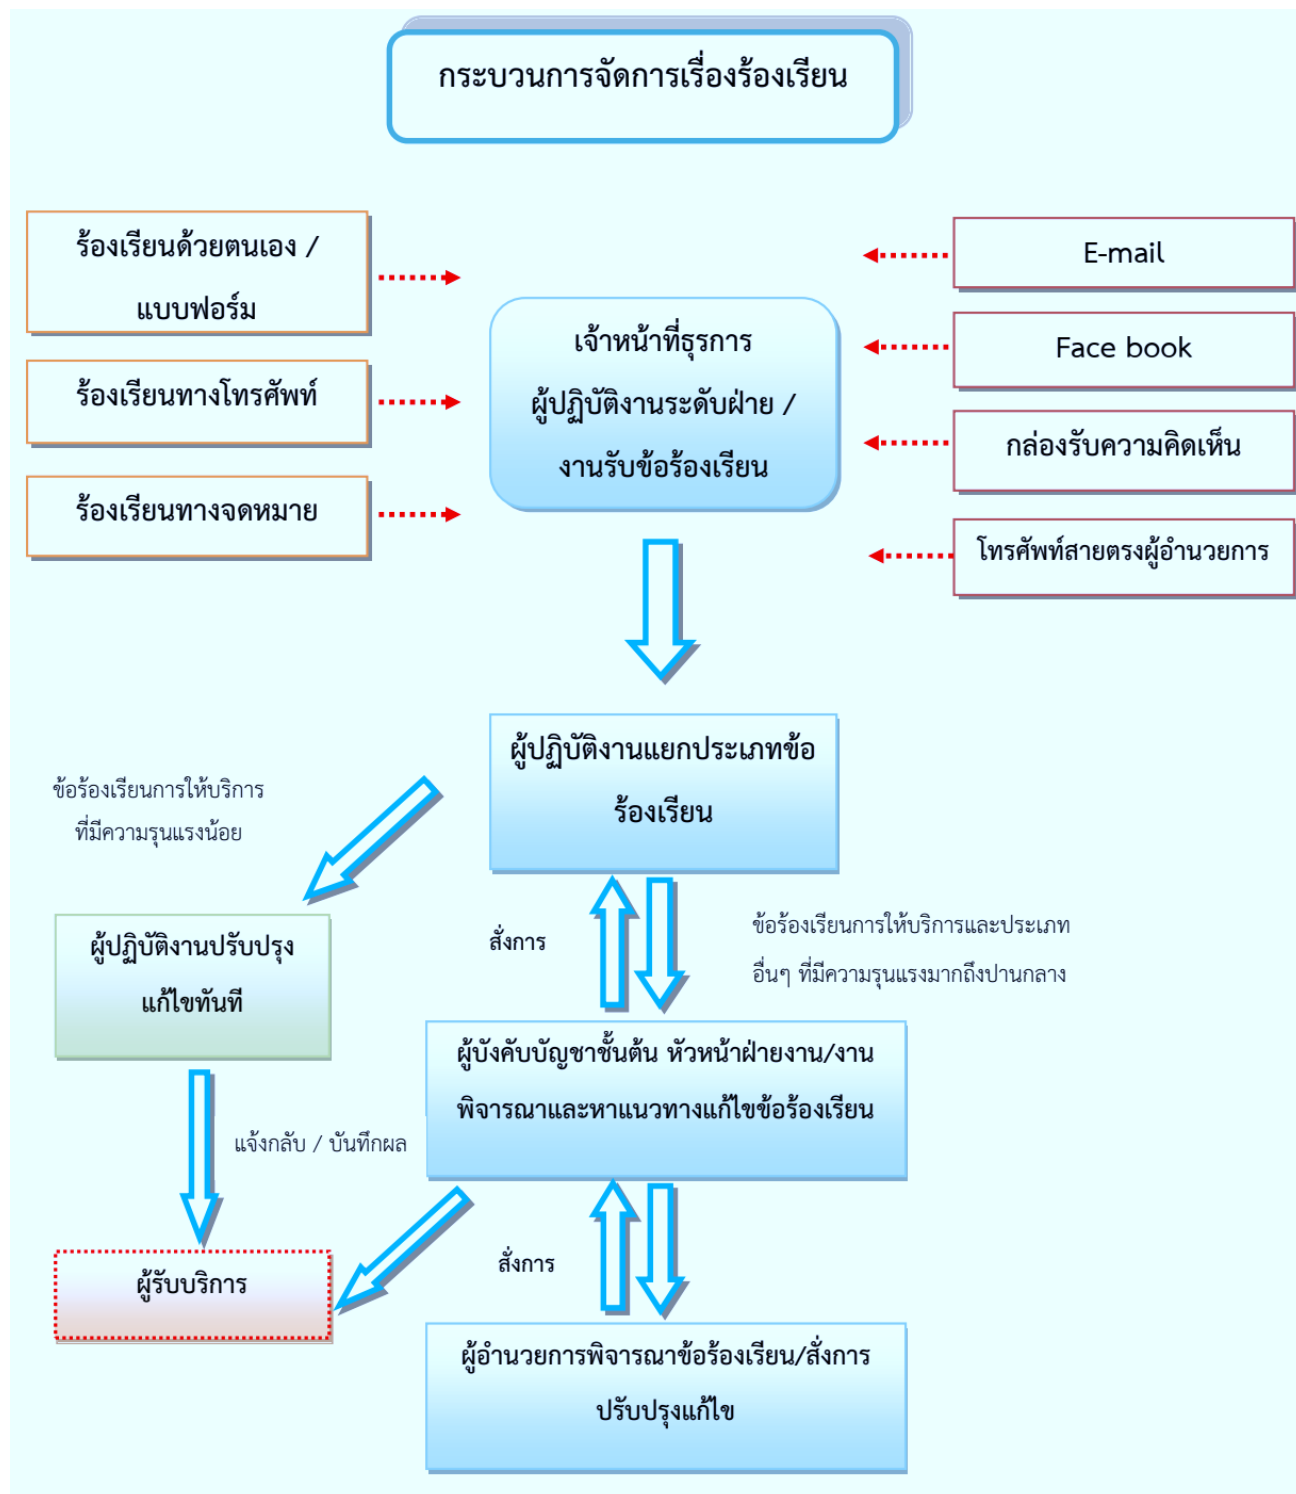 กระบวนการจัดการเรื่องร้องเรียน
ร้องเรียนด้วยตนเอง /
แบบฟอร์ม
ร้องเรียนทางโทรศัพท์
ร้องเรียนทางจดหมาย
เจ้าหน้าที่ธุรการ
ผู้ปฏิบัติงานระดับฝ่าย /
งานรับข้อร้องเรียน
E-mail
Face book
กล่องรับความคิดเห็น
โทรศัพท์สายตรงผู้อำนวยการ
ผู้ปฏิบัติงานแยกประเภทข้อ
ร้องเรียน
ข้อร้องเรียนการให้บริการ
ที่มีความรุนแรงน้อย
ผู้ปฏิบัติงานปรับปรุง
แก้ไขทันที
สั่งการ
ข้อร้องเรียนการให้บริการและประเภท
อื่นๆ ที่มีความรุนแรงมากถึงปานกลาง
ผู้บังคับบัญชาชั้นต้น หัวหน้าฝ่ายงาน/งาน
พิจารณาและหาแนวทางแก้ไขข้อร้องเรียน
แจ้งกลับ / บันทึกผล
ผู้รับบริการ
สั่งการ
ผู้อำนวยการพิจารณาข้อร้องเรียน/สั่งการ
ปรับปรุงแก้ไข